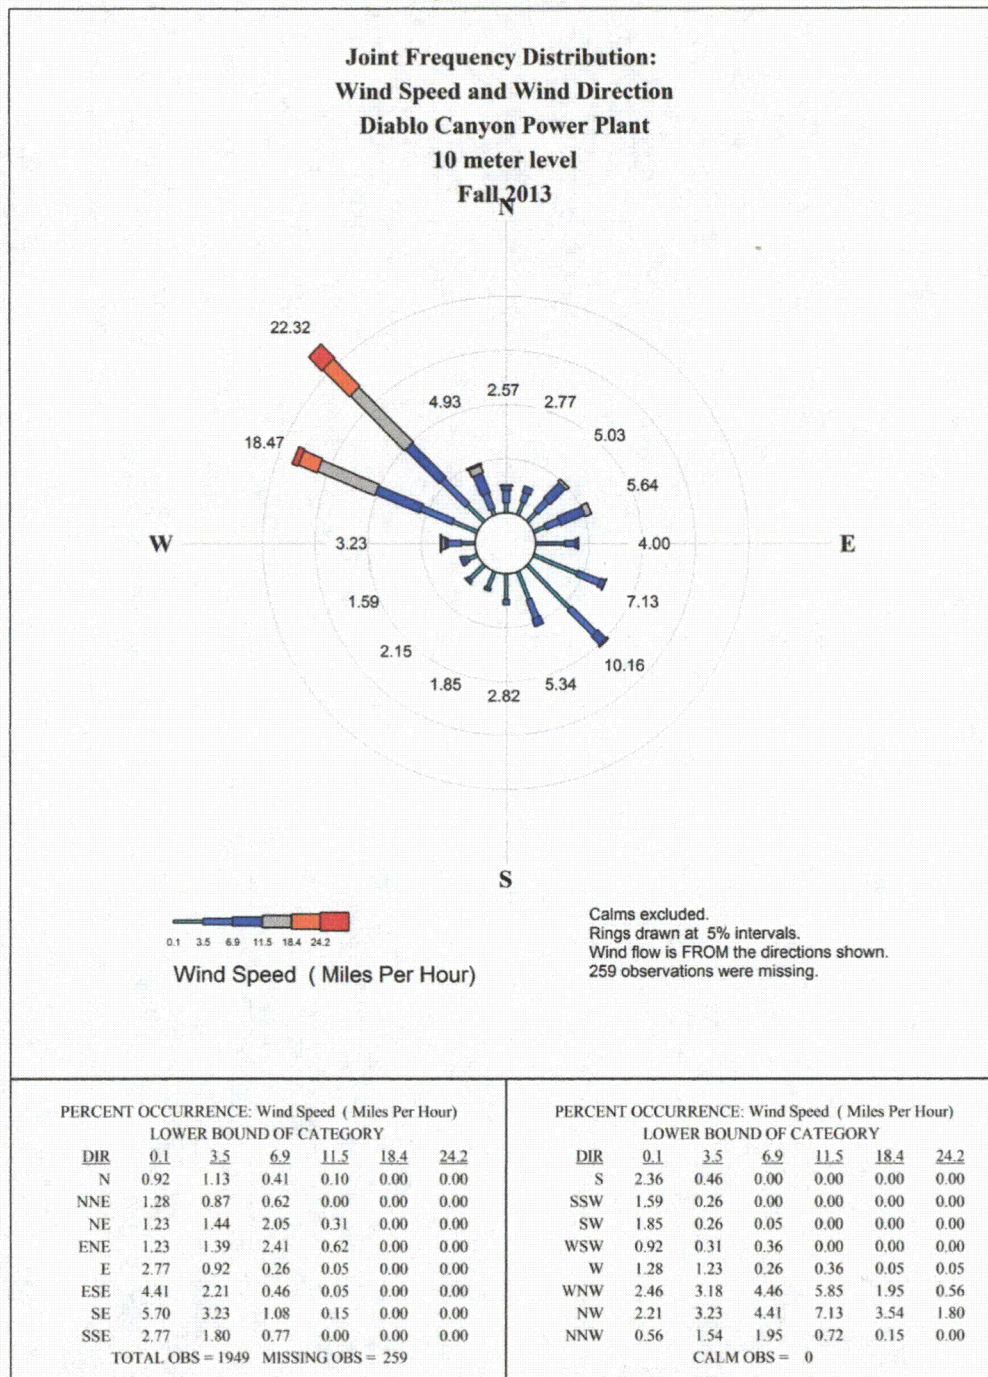 Joint Frequency Distribution:
Wind Speed and Wind Direction
Diablo Canyon Power Plant
10 meter level
Fall 2013
N
22.32
4.93
2.57
2.77
5.03
18.47
5.64
W
3.23
4.00
E
1.59
7.13
2.15
10.16
1.85
2.82
5.34
S
0.1 3.5 6.9 11.5 18.4 24.2
Wind Speed ( Miles Per Hour)
Calms excluded.
Rings drawn at 5% intervals.
Wind flow is FROM the directions shown.
259 observations were missing.
PERCENT OCCURRENCE: Wind Speed ( Miles Per Hour)
LOWER BOUND OF CATEGORY
DIR 0.1 3.5 6.9 11.5 18.4 24.2
N 0.92 1.13 0.41 0.10 0.00 0.00
NNE 1.28 0.87 0.62 0.00 0.00 0.00
NE 1.23 1.44 2.05 0.31 0.00 0.00
ENE 1.23 1.39 2.41 0.62 0.00 0.00
E 2.77 0.92 0.26 0.05 0.00 0.00
ESE 4.41 2.21 0.46 0.05 0.00 0.00
SE 5.70 3.23 1.08 0.15 0.00 0.00
SSE 2.77 1.80 0.77 0.00 0.00 0.00
TOTAL OBS = 1949 MISSING OBS = 259
PERCENT OCCURRENCE: Wind Speed ( Miles Per Hour)
LOWER BOUND OF CATEGORY
DIR 0.1 3.5 6.9 11.5 18.4 24.2
S 2.36 0.46 0.00 0.00 0.00 0.00
SSW 1.59 0.26 0.00 0.00 0.00 0.00
SW 1.85 0.26 0.05 0.00 0.00 0.00
WSW 0.92 0.31 0.36 0.00 0.00 0.00
W 1.28 1.23 0.26 0.36 0.05 0.05
WNW 2.46 3.18 4.46 5.85 1.95 0.56
NW 2.21 3.23 4.41 7.13 3.54 1.80
NNW 0.56 1.54 1.95 0.72 0.15 0.00
CALM OBS = 0